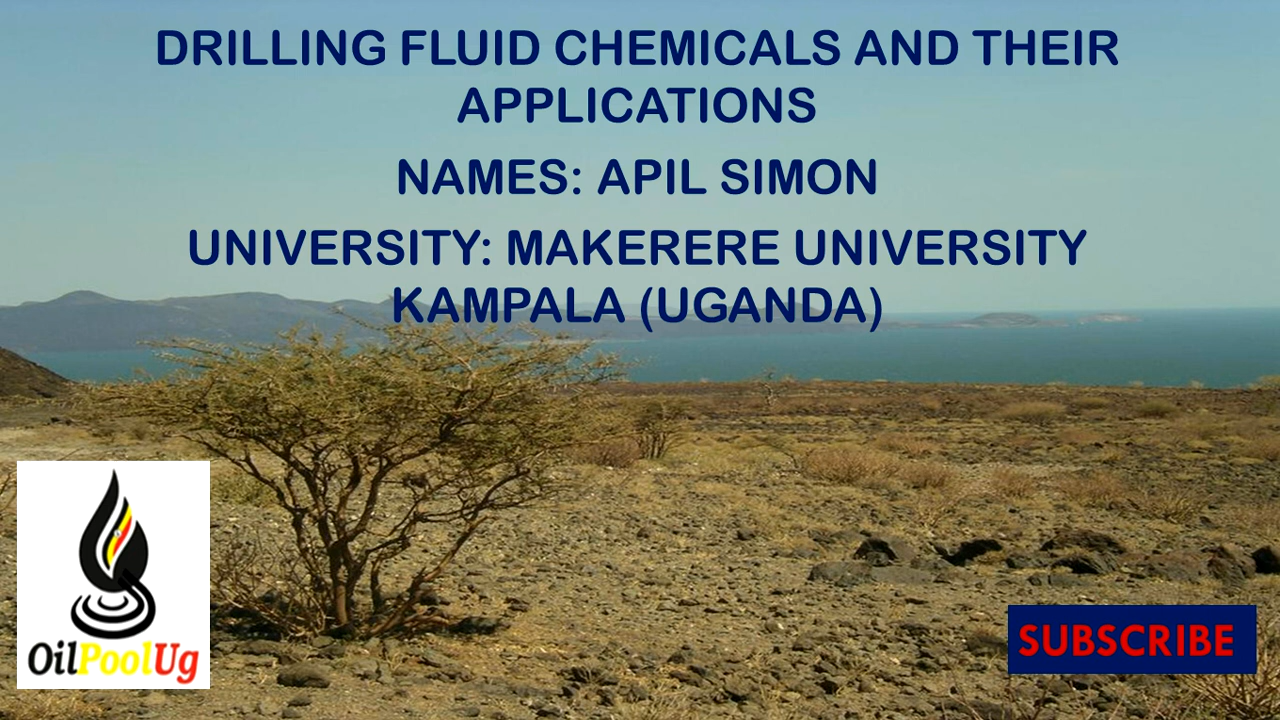 DRILLING FLUID CHEMICALS AND THEIR
APPLICATIONS
NAMES: APIL SIMON
UNIVERSITY: MAKERERE UNIVERSITY
KAMPALA (UGANDA)
OilPoolUg
SUBSCRIBE